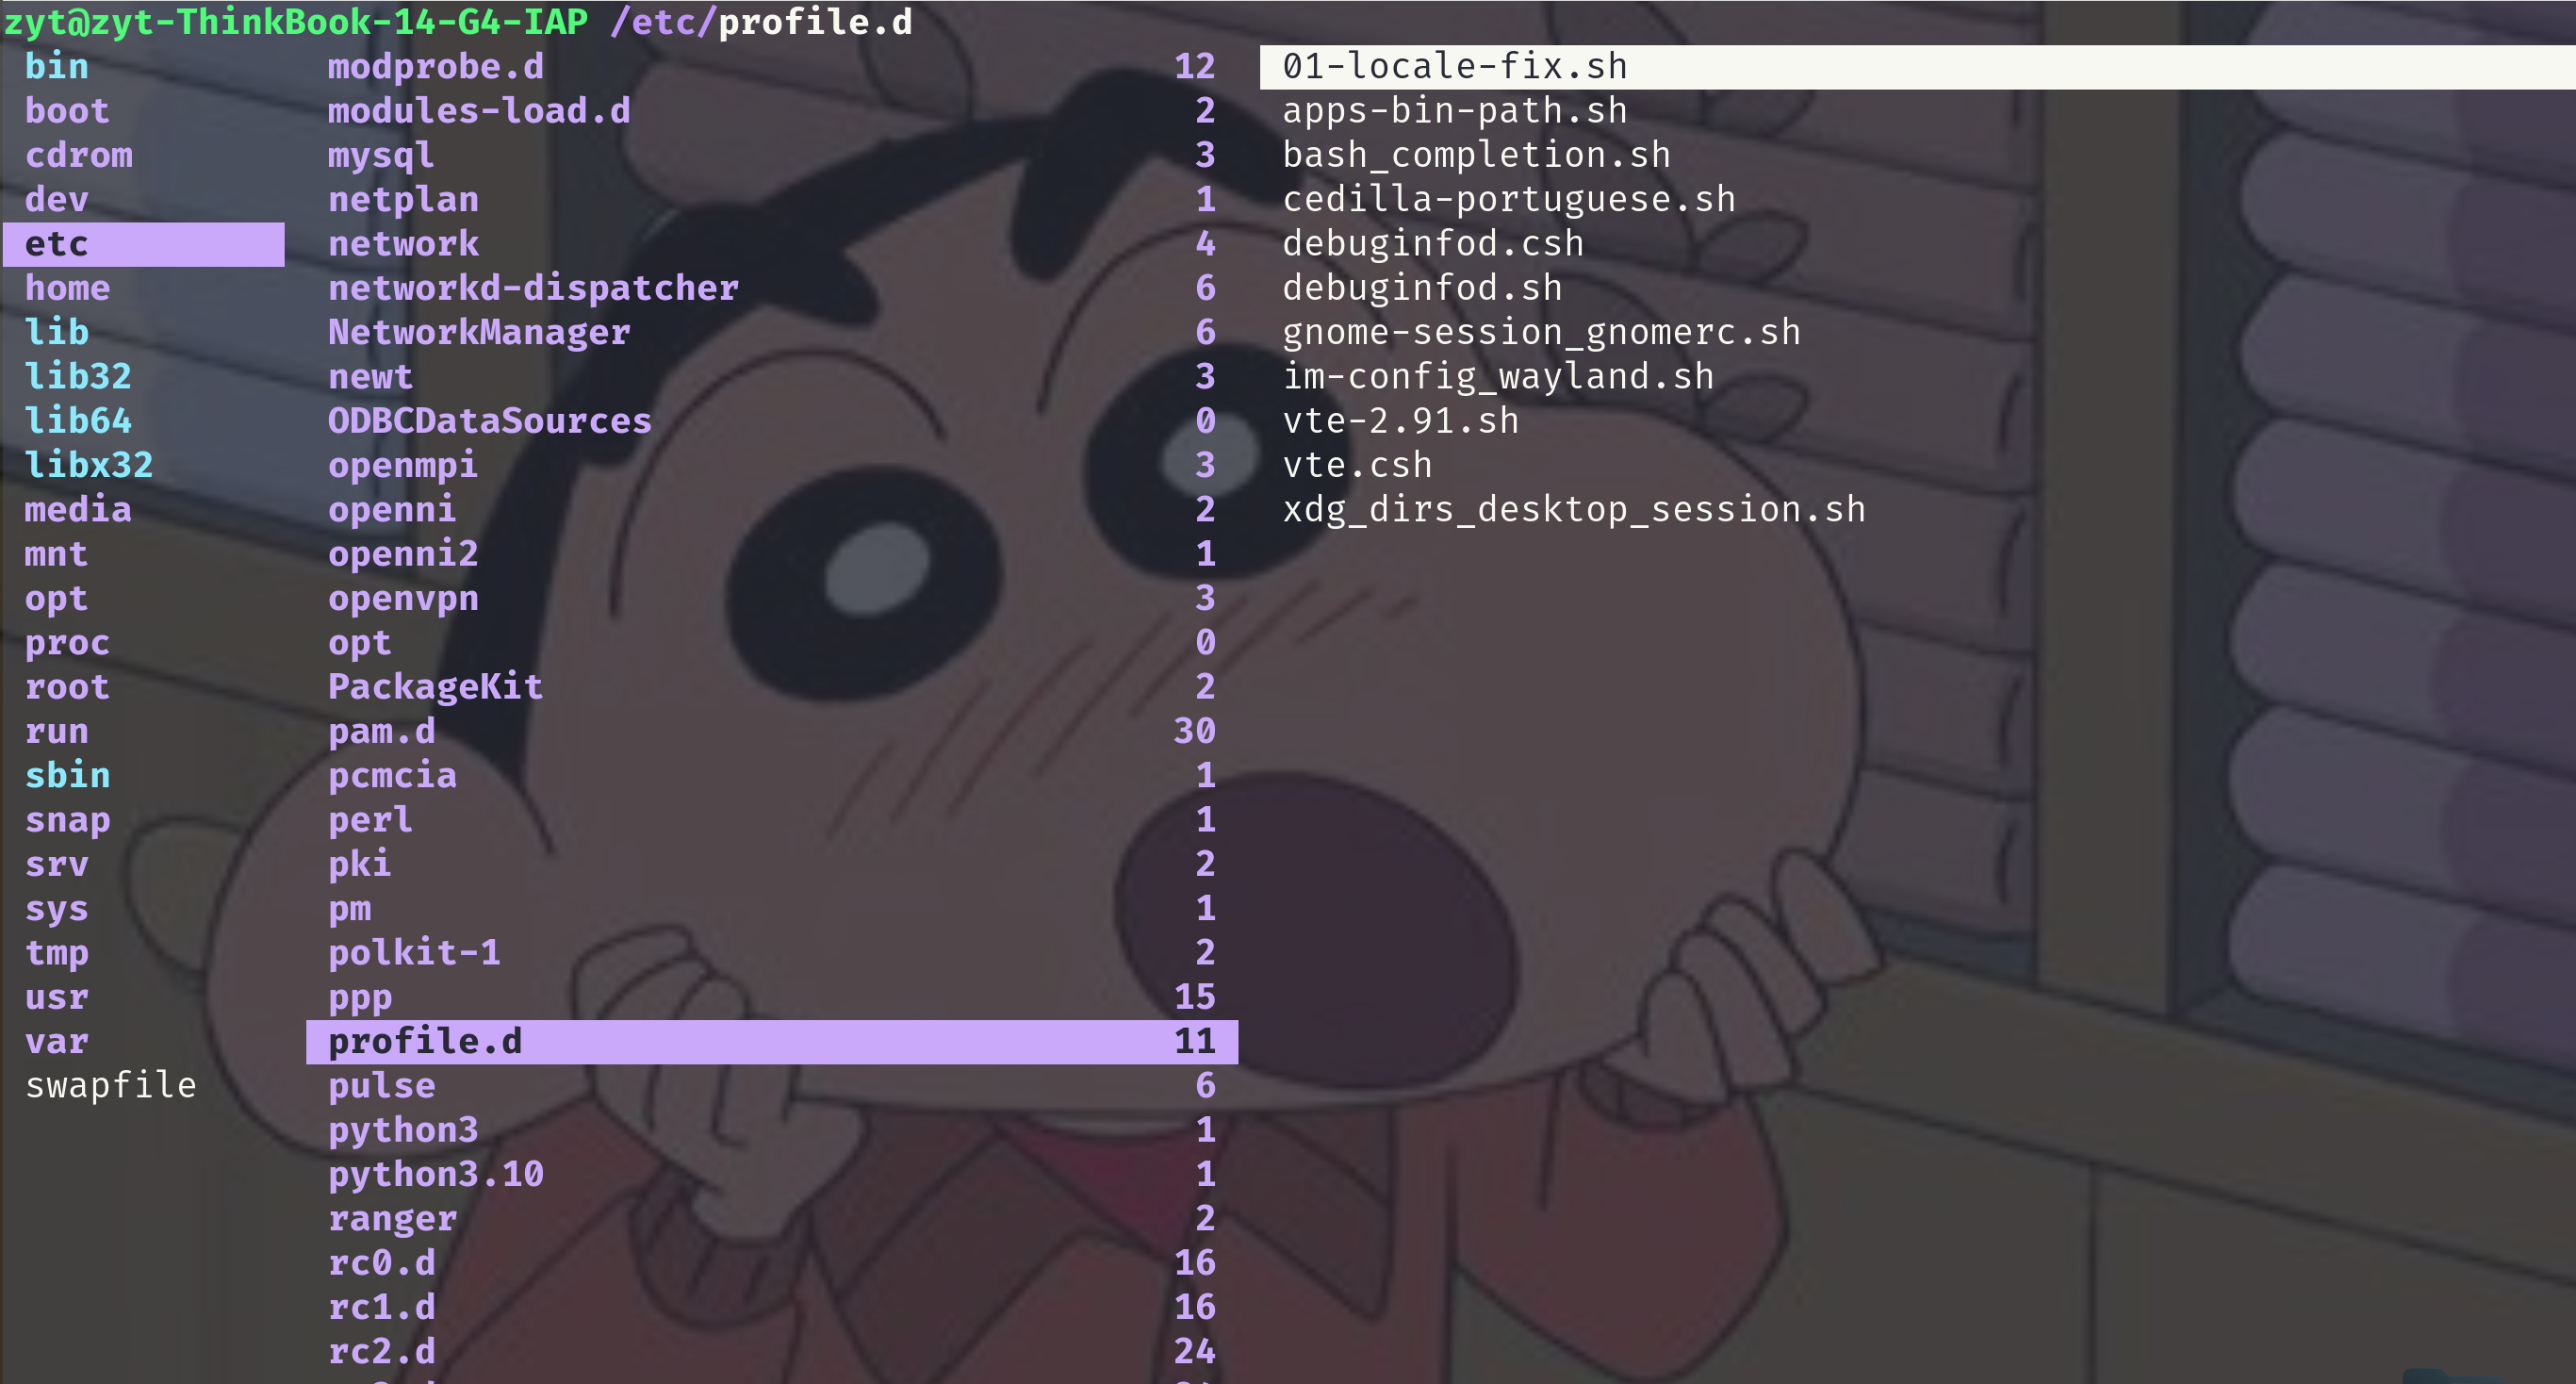 zyt@zyt-ThinkBook-14-G4-IAP /etc/profile.d
bin modprobe.d 12 01-locale-fix.sh
boot modules-load.d 2 apps-bin-path.sh
cdrom mysql 3 bash_completion.sh
dev netplan 1 cedilla-portuguese.sh
etc network 4 debuginfod.csh
home networkd-dispatcher 6 debuginfod.sh
lib NetworkManager 6 gnome-session_gnomerc.sh
lib32 newt 3 im-config_wayland.sh
lib64 ODBCDataSources 0 vte-2.91.sh
libx32 openmpi 3 vte.csh
media openni 2 xdg_dirs_desktop_session.sh
mnt openni2 1
opt openvpn 3
proc opt 0
root PackageKit 2
run pam.d 30
sbin pcmcia 1
snap perl 1
srv pki 2
sys pm 1
tmp polkit-1 2
usr ppp 15
var profile.d 11
swapfile pulse 6
python3 1
python3.10 1
ranger 2
rc0.d 16
rc1.d 16
rc2.d 24